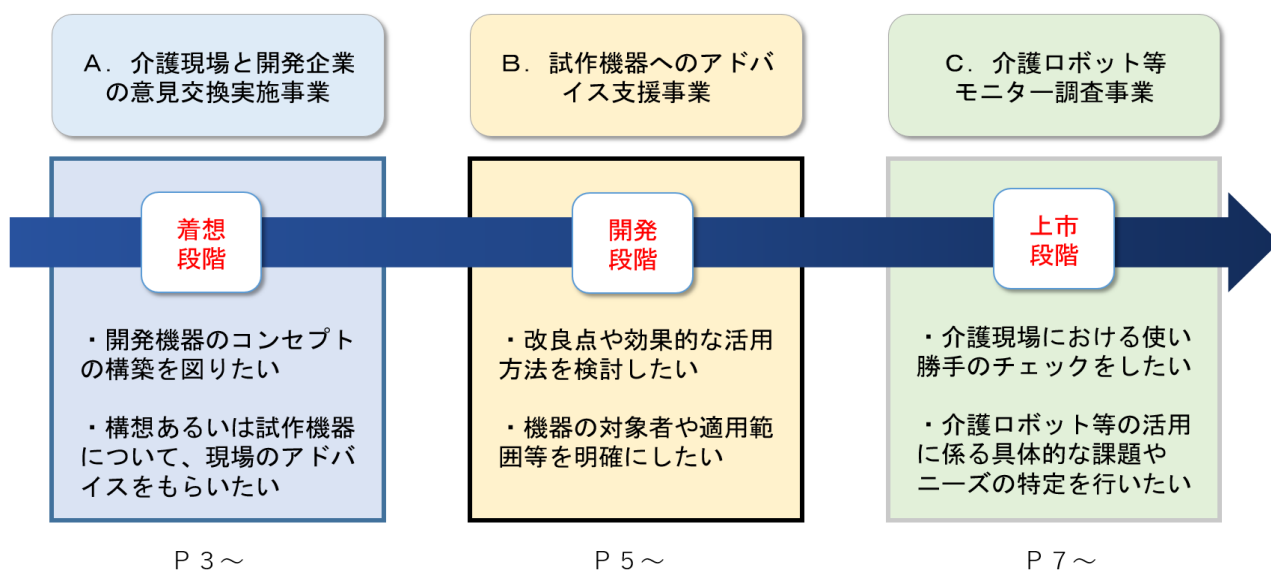 Ａ．介護現場と開発企業
の意見交換実施事業
Ｂ．試作機器へのアドバ
イス支援事業
Ｃ．介護ロボット等
モニター調査事業
着想
段階
開発
段階
上市
段階
・開発機器のコンセプト
の構築を図りたい
・構想あるいは試作機器
について、現場のアドバ
イスをもらいたい
・改良点や効果的な活用
方法を検討したい
・機器の対象者や適用範
囲等を明確にしたい
・介護現場における使い
勝手のチェックをしたい
・介護ロボット等の活用
に係る具体的な課題や
ニーズの特定を行いたい
Ｐ３～
Ｐ５～
Ｐ７～